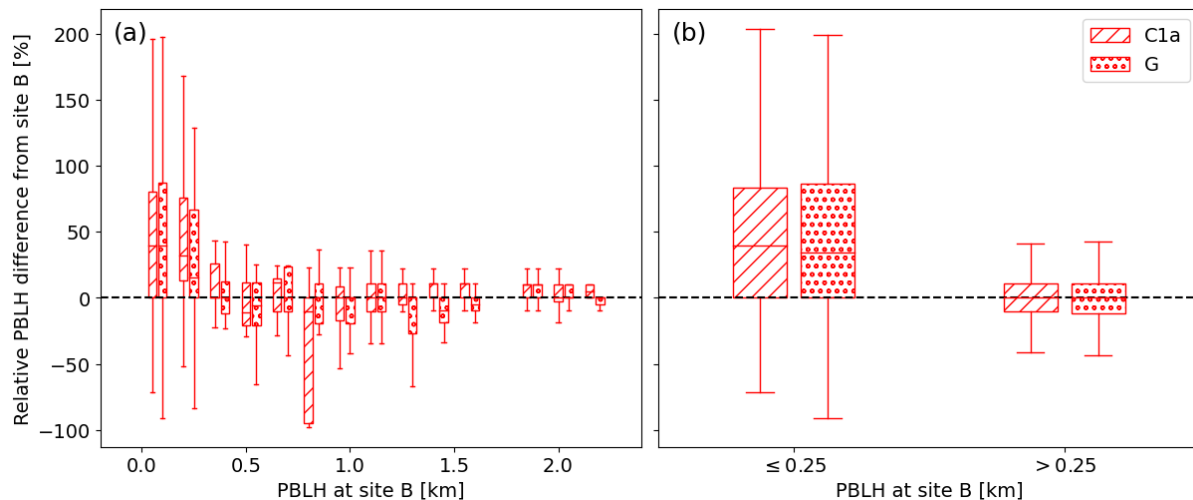 (a)
Relative PBLH difference from site B [%]
200
150
100
50
0
−50
−100
0.0 0.5 1.0 1.5 2.0
PBLH at site B [km]
(b)
C1a
G
≤0.25 >0.25
PBLH at site B [km]